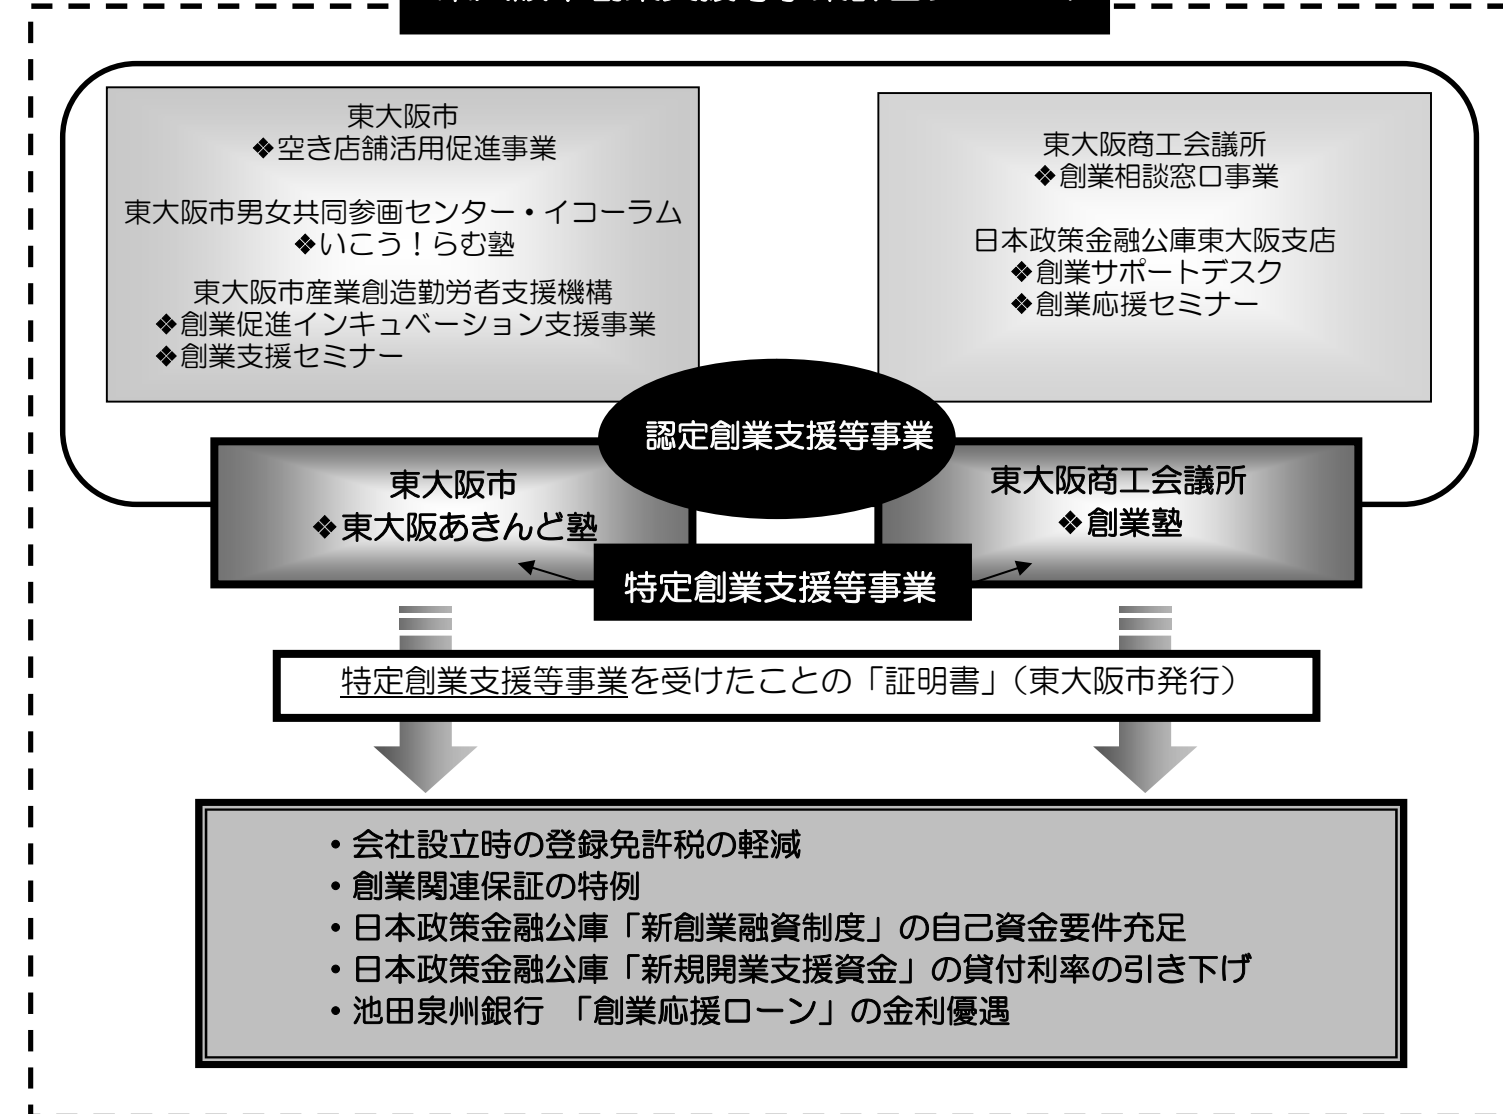 東大阪市
❖空き店舗活用促進事業
東大阪市男女共同参画センター・イコーラム
❖いこう！らむ塾
東大阪市産業創造勤労者支援機構
❖創業促進インキュベーション支援事業
❖創業支援セミナー
東大阪商工会議所
❖創業相談窓口事業
日本政策金融公庫東大阪支店
❖創業サポートデスク
❖創業応援セミナー
認定創業支援等事業
東大阪市
❖東大阪あきんど塾
東大阪商工会議所
❖創業塾
特定創業支援等事業
特定創業支援等事業を受けたことの「証明書」（東大阪市発行）
・会社設立時の登録免許税の軽減
・創業関連保証の特例
・日本政策金融公庫「新創業融資制度」の自己資金要件充足
・日本政策金融公庫「新規開業支援資金」の貸付利率の引き下げ
・池田泉州銀行 「創業応援ローン」の金利優遇